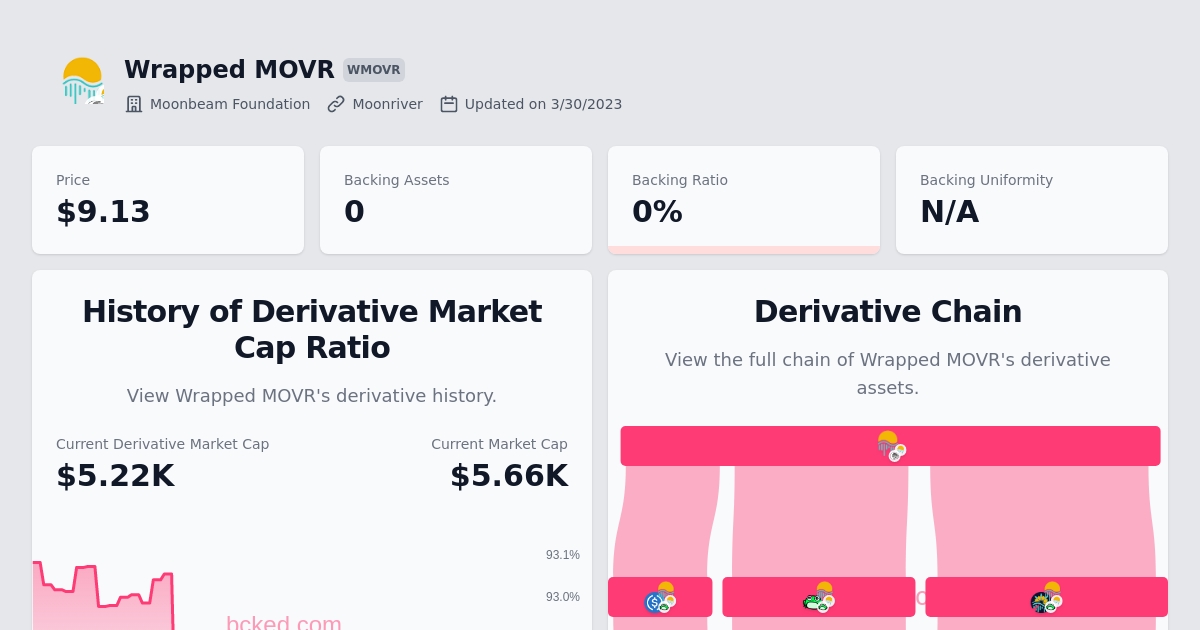 Wrapped MOVR WMOVR
Moonbeam Foundation Moonriver Updated on 3/30/2023
Price
$9.13
Backing Assets
0
Backing Ratio
0%
Backing Uniformity
N/A
History of Derivative Market
Cap Ratio
View Wrapped MOVR's derivative history.
Current Derivative Market Cap
$5.22K
Current Market Cap
$5.66K
93.1%
93.0%
bcked.com
Derivative Chain
View the full chain of Wrapped MOVR's derivative
assets.